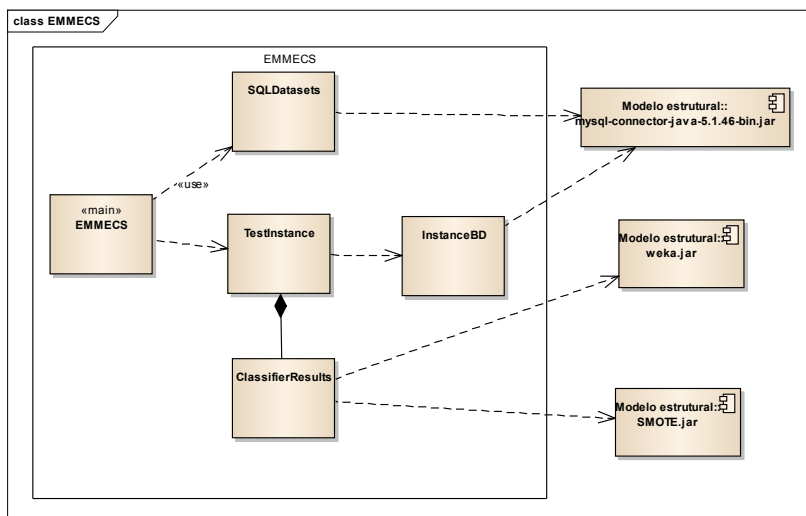 class EMMECS
EMMECS
SQLDatasets
Modelo estrutural::
mysql-connector-java-5.1.46-bin.jar
«use»
«main»
EMMECS
TestInstance
InstanceBD
Modelo estrutural::
weka.jar
ClassifierResults
Modelo estrutural::
SMOTE.jar